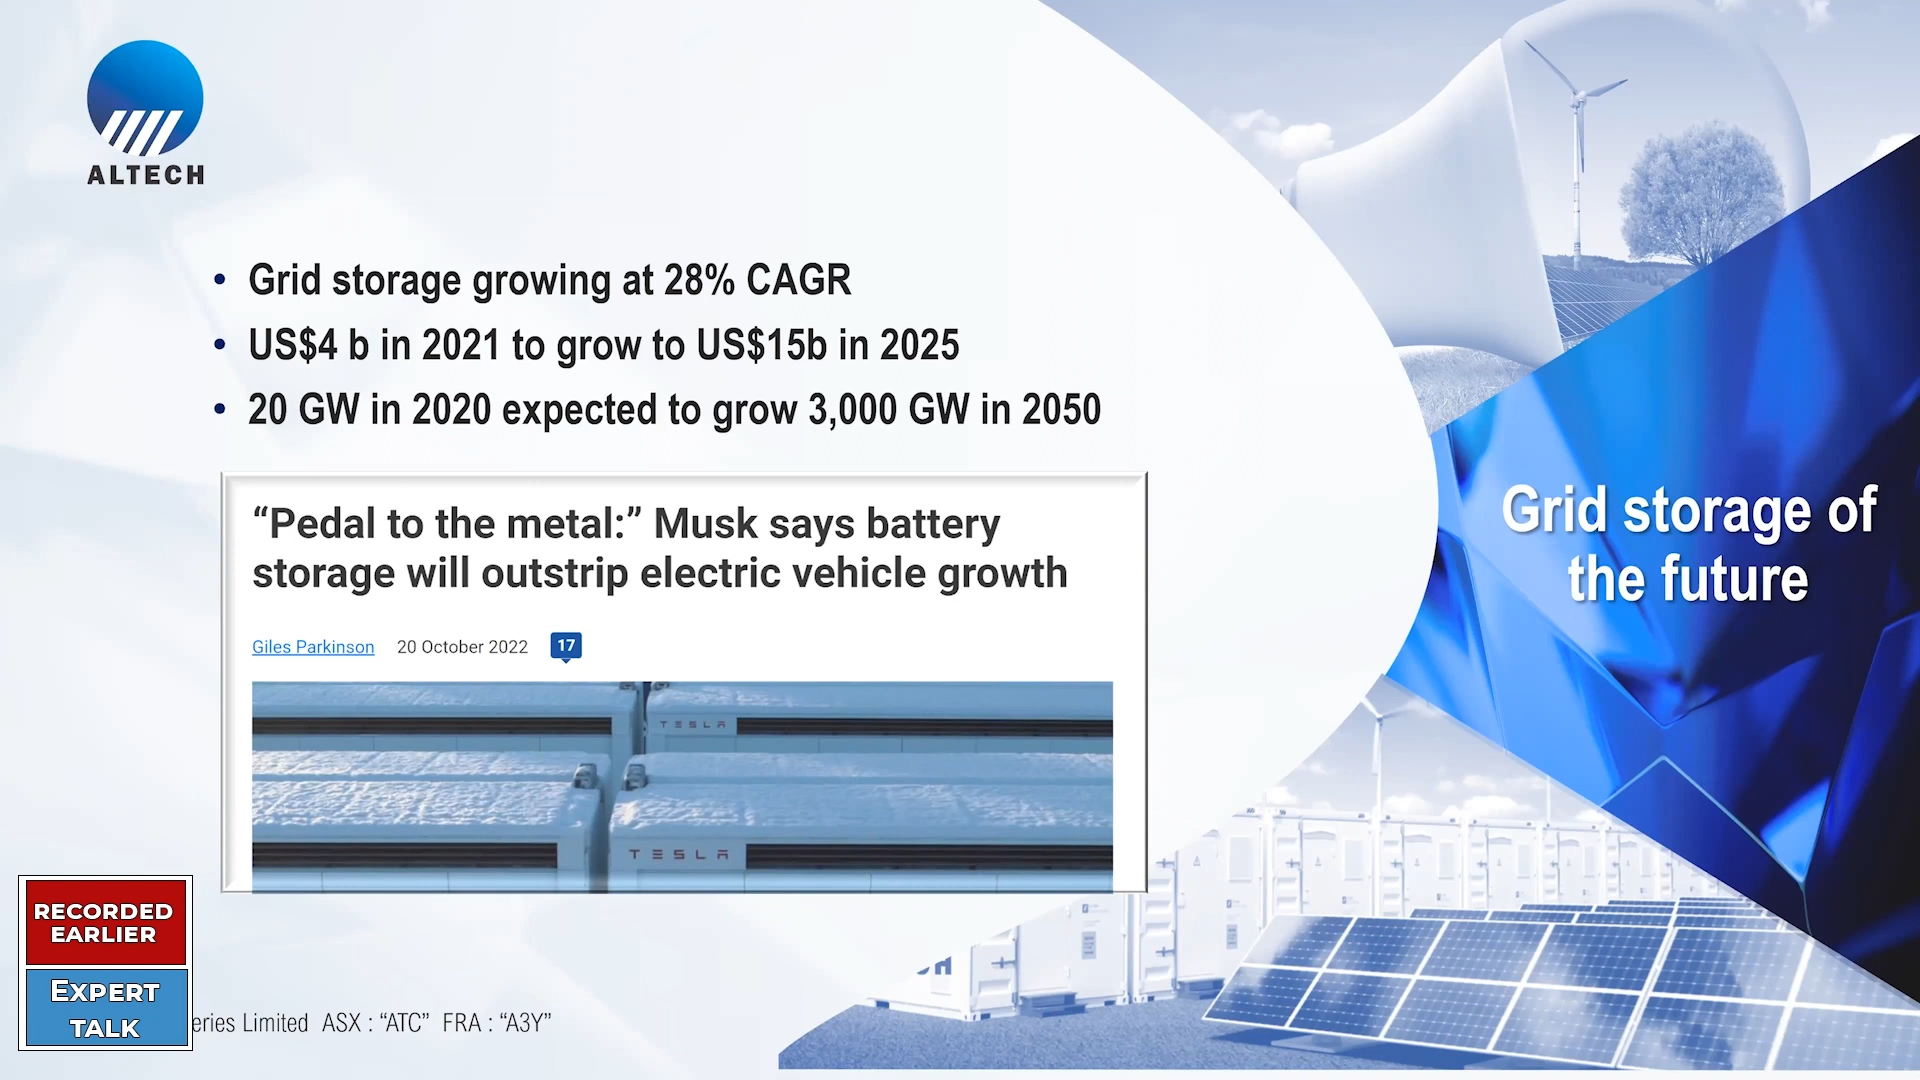 ALTECH
• Grid storage growing at 28% CAGR
• US$4 b in 2021 to grow to US$15b in 2025
• 20 GW in 2020 expected to grow 3,000 GW in 2050
“Pedal to the metal:” Musk says battery
storage will outstrip electric vehicle growth
Giles Parkinson 20 October 2022 17
TESLA
TESLA
Grid storage of
the future
RECORDED
EARLIER
EXPERT
TALK
Limited ASX : “ATC” FRA : “A3Y”